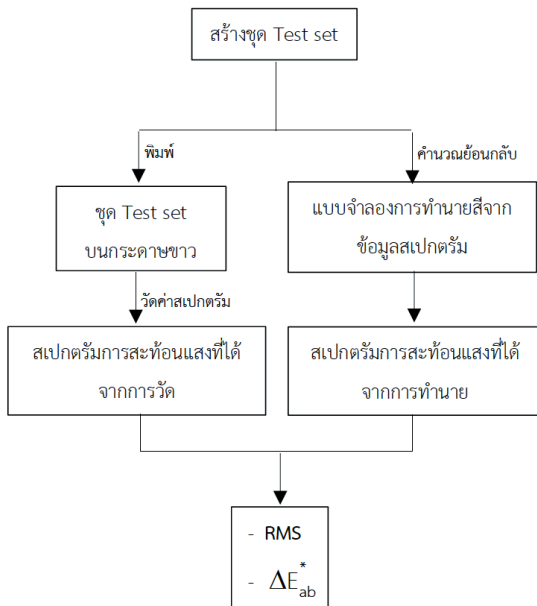 สร้างชุด Test set
พิมพ์
คำนวณย้อนกลับ
ชุด Test set
บนกระดาษขาว
แบบจำลองการทำนายสีจาก
ข้อมูลสเปกตรัม
วัดค่าสเปกตรัม
สเปกตรัมการสะท้อนแสงที่ได้
จากการวัด
สเปกตรัมการสะท้อนแสงที่ได้
จากการทำนาย
- RMS
- ΔE*ab